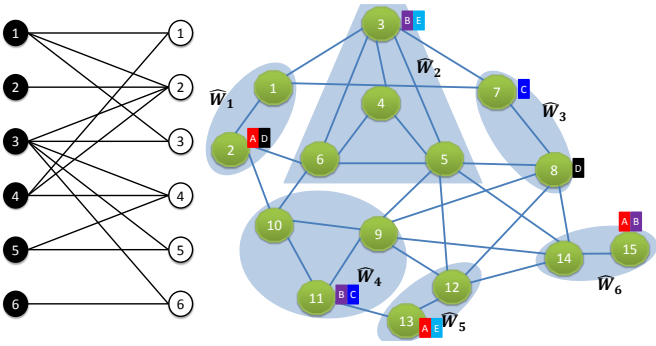 1 1
2 2
3 3
4 4
5 5
6 6
3 B E
Ŵ₂
1 7 C
Ŵ₁ Ŵ₃
4
2 A D
6 5 8 D
10 9
A B
14 15
Ŵ₄ Ŵ₆
11 B C 12
13 A E Ŵ₅